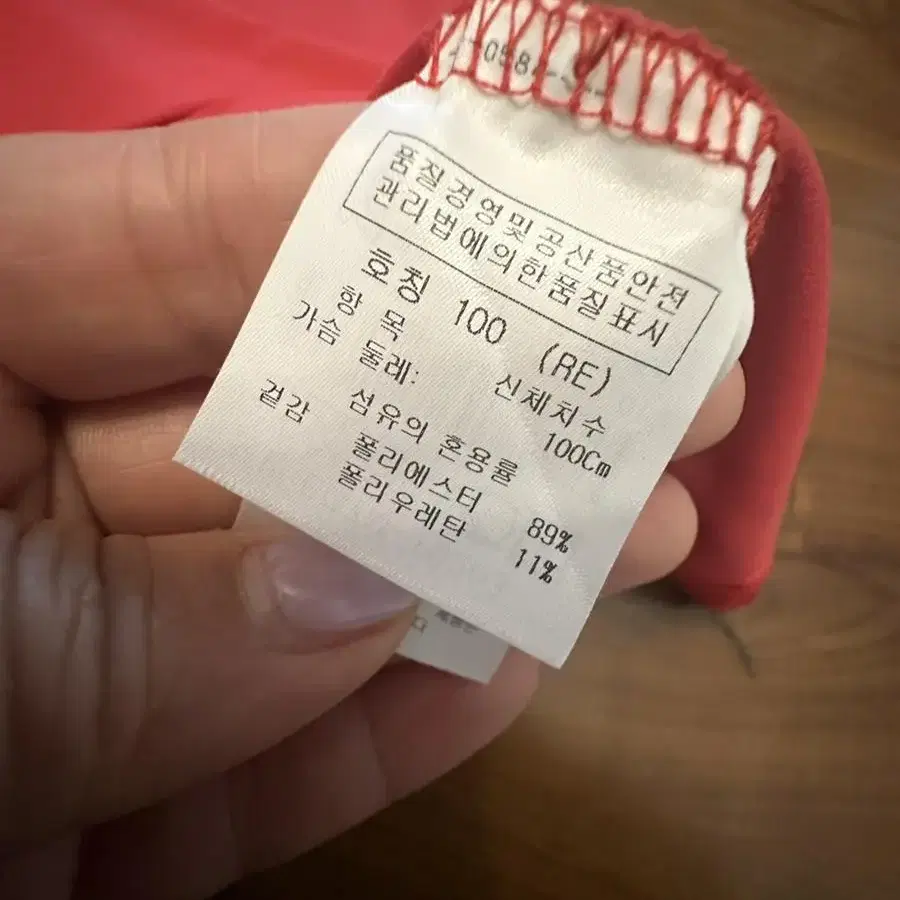 품질경영및공산품안전
관리법에의한품질표시
호칭 100 (RE)
항 목 신체치수
가슴 둘레: 100Cm
섬유의 혼용률
겉감 폴리에스터 89%
폴리우레탄 11%